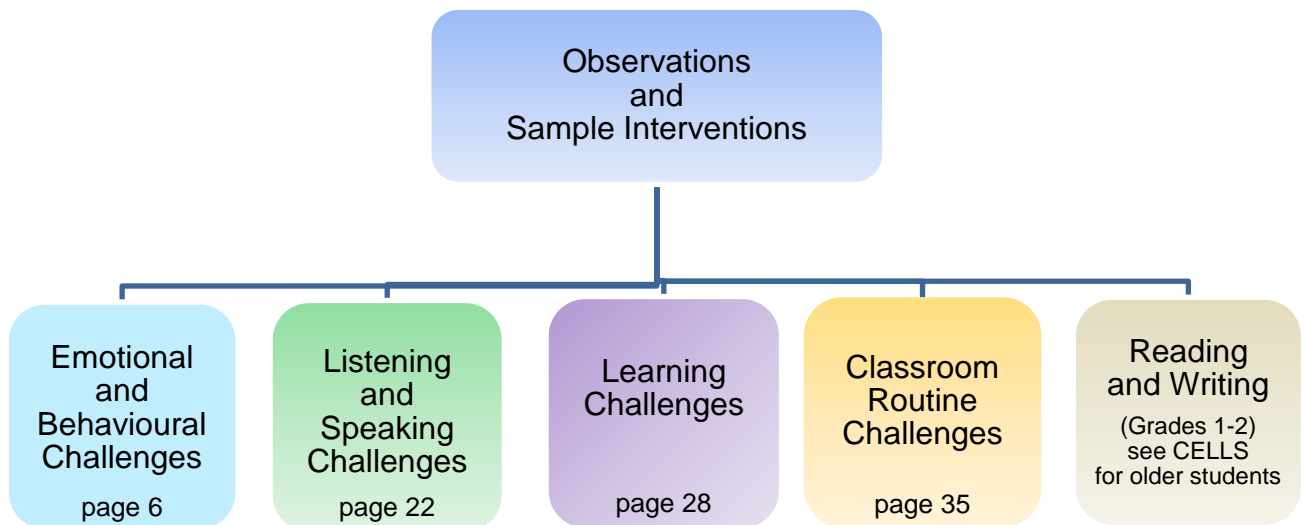 Observations
and
Sample Interventions
Emotional
and
Behavioural
Challenges
page 6
Listening
and
Speaking
Challenges
page 22
Learning
Challenges
page 28
Classroom
Routine
Challenges
page 35
Reading
and Writing
(Grades 1-2)
see CELLS
for older students